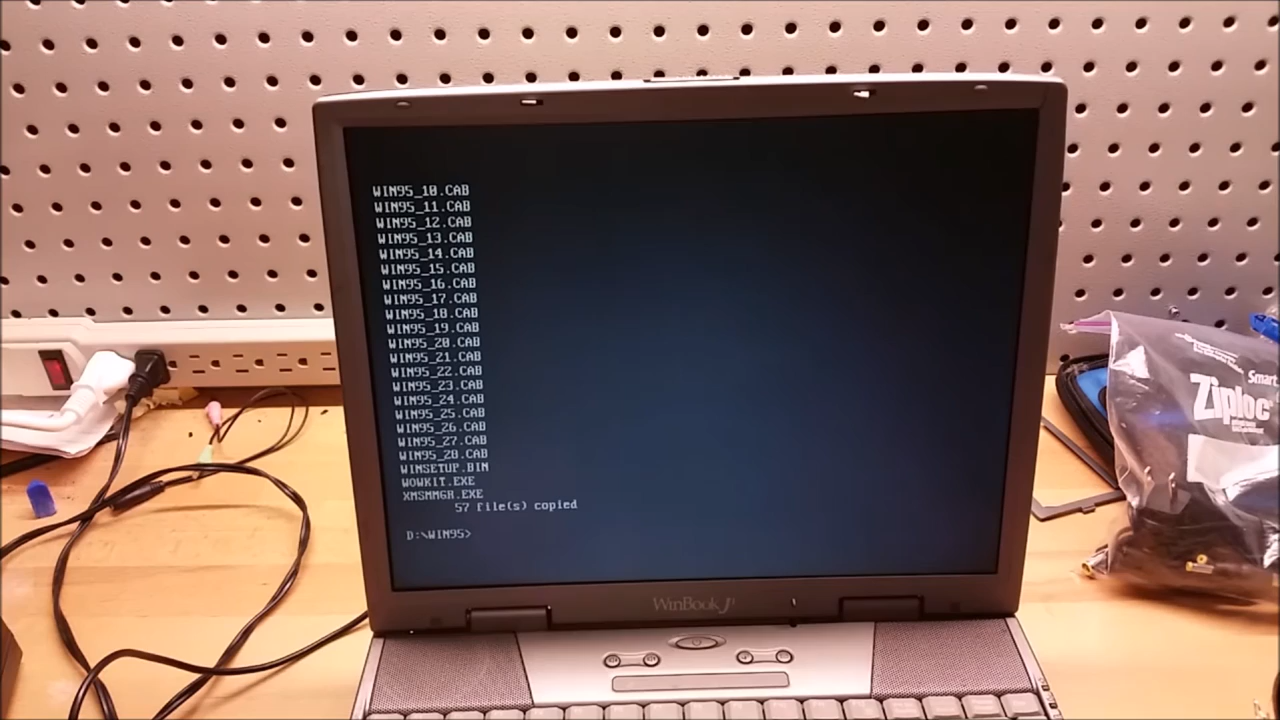 WIN95_10.CAB
WIN95_11.CAB
WIN95_12.CAB
WIN95_13.CAB
WIN95_14.CAB
WIN95_15.CAB
WIN95_16.CAB
WIN95_17.CAB
WIN95_18.CAB
WIN95_19.CAB
WIN95_20.CAB
WIN95_21.CAB
WIN95_22.CAB
WIN95_23.CAB
WIN95_24.CAB
WIN95_25.CAB
WIN95_26.CAB
WIN95_27.CAB
WIN95_28.CAB
WINSETUP.BIN
WOWKIT.EXE
XMSMMGR.EXE
57 file(s) copied
D:\WIN95>
WinBook
Smart
Ziploc